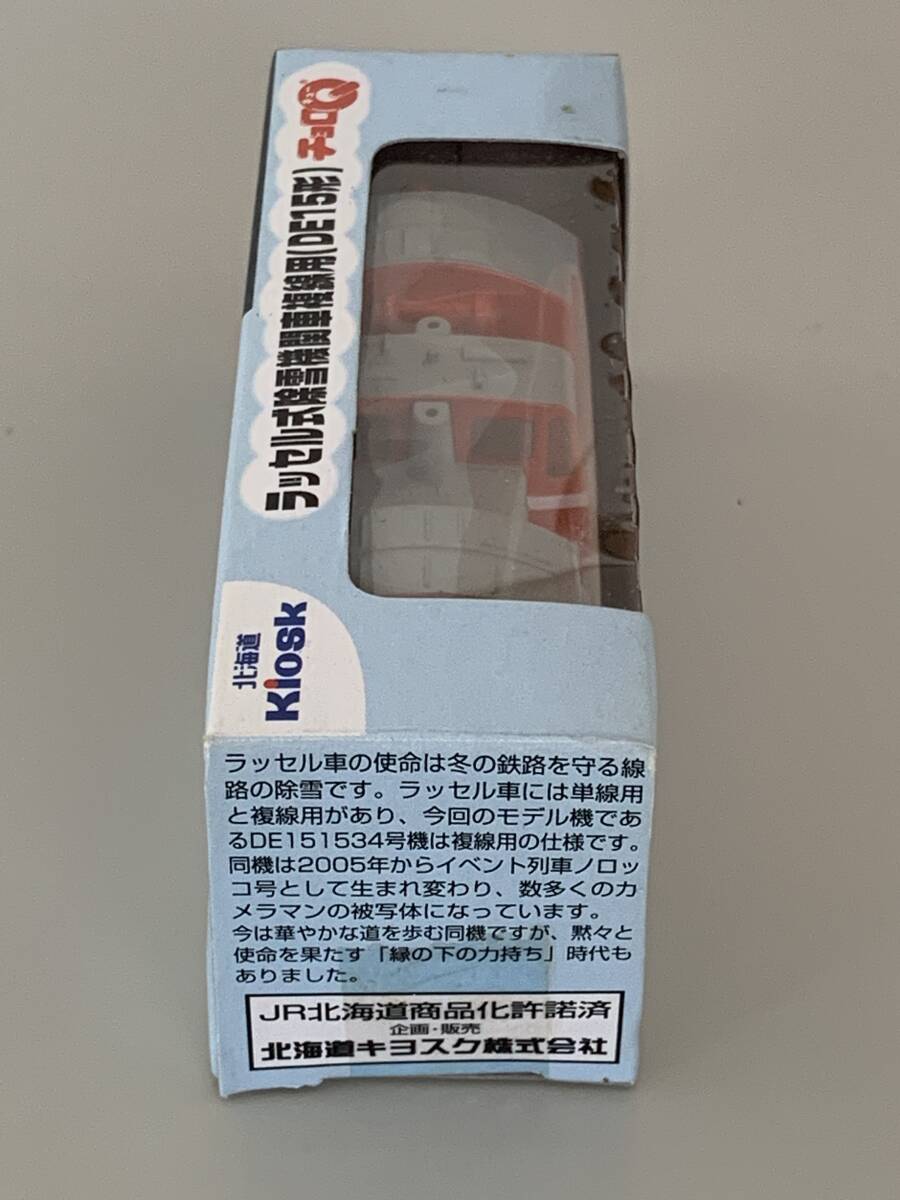 ラッセル式除雪機関車複線用(DE15形)
チョロQ
北海道
Kiosk
ラッセル車の使命は冬の鉄路を守る線
路の除雪です。ラッセル車には単線用
と複線用があり、今回のモデル機であ
るDE151534号機は複線用の仕様です。
同機は2005年からイベント列車ノロッ
コ号として生まれ変わり、数多くのカ
メラマンの被写体になっています。
今は華やかな道を歩む同機ですが、黙々と
使命を果たす「縁の下の力持ち」時代も
ありました。
JR北海道商品化許諾済
企画・販売
北海道キヨスク株式会社